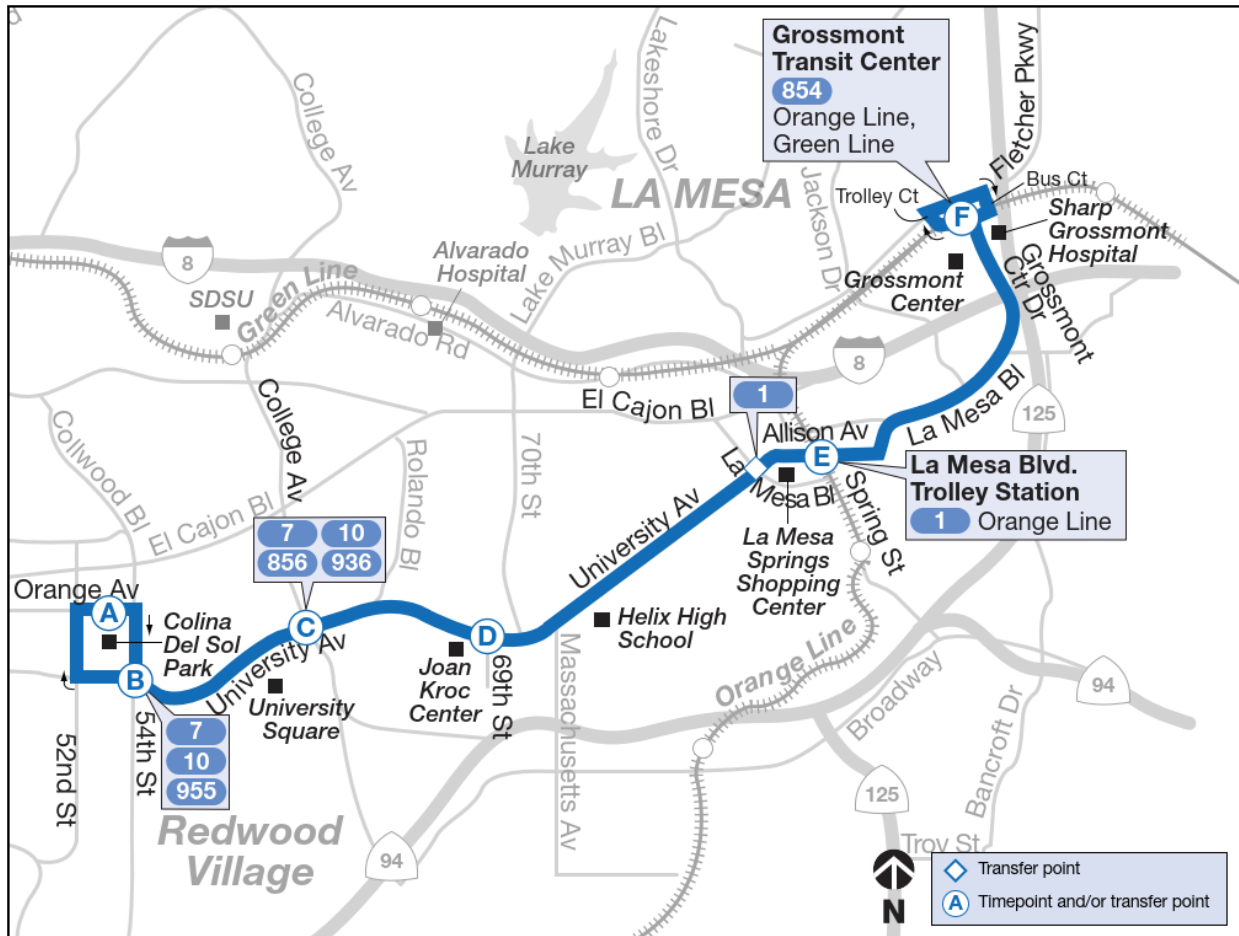 Grossmont
Transit Center
854
Orange Line,
Green Line
Fletcher Pkwy
Lakeshore Dr
College Av
Lake
Murray
LA MESA
Jackson Dr
Trolley Ct
F
Bus Ct
Sharp
Grossmont
Hospital
Grossmont
Ctr Dr
Grossmont
Center
8
SDSU
Green Line
Alvarado
Hospital
Lake Murray Bl
Alvarado Rd
8
El Cajon Bl
1
Allison Av
La Mesa Bl
125
Collwood Bl
College Av
El Cajon Bl
Rolando Bl
70th St
La Mesa Bl
E
Spring St
La Mesa Blvd.
Trolley Station
1 Orange Line
La Mesa
Springs
Shopping
Center
7 10
856 936
University Av
Orange Av
A
Colina
Del Sol
Park
C
University Av
D
Helix High
School
B
University
Square
Joan
Kroc
Center
69th St
Massachusetts Av
Orange Line
Broadway
94
Bancroft Dr
52nd St
54th St
7
10
955
Redwood
Village
94
125
Troy St
N
Transfer point
A Timepoint and/or transfer point